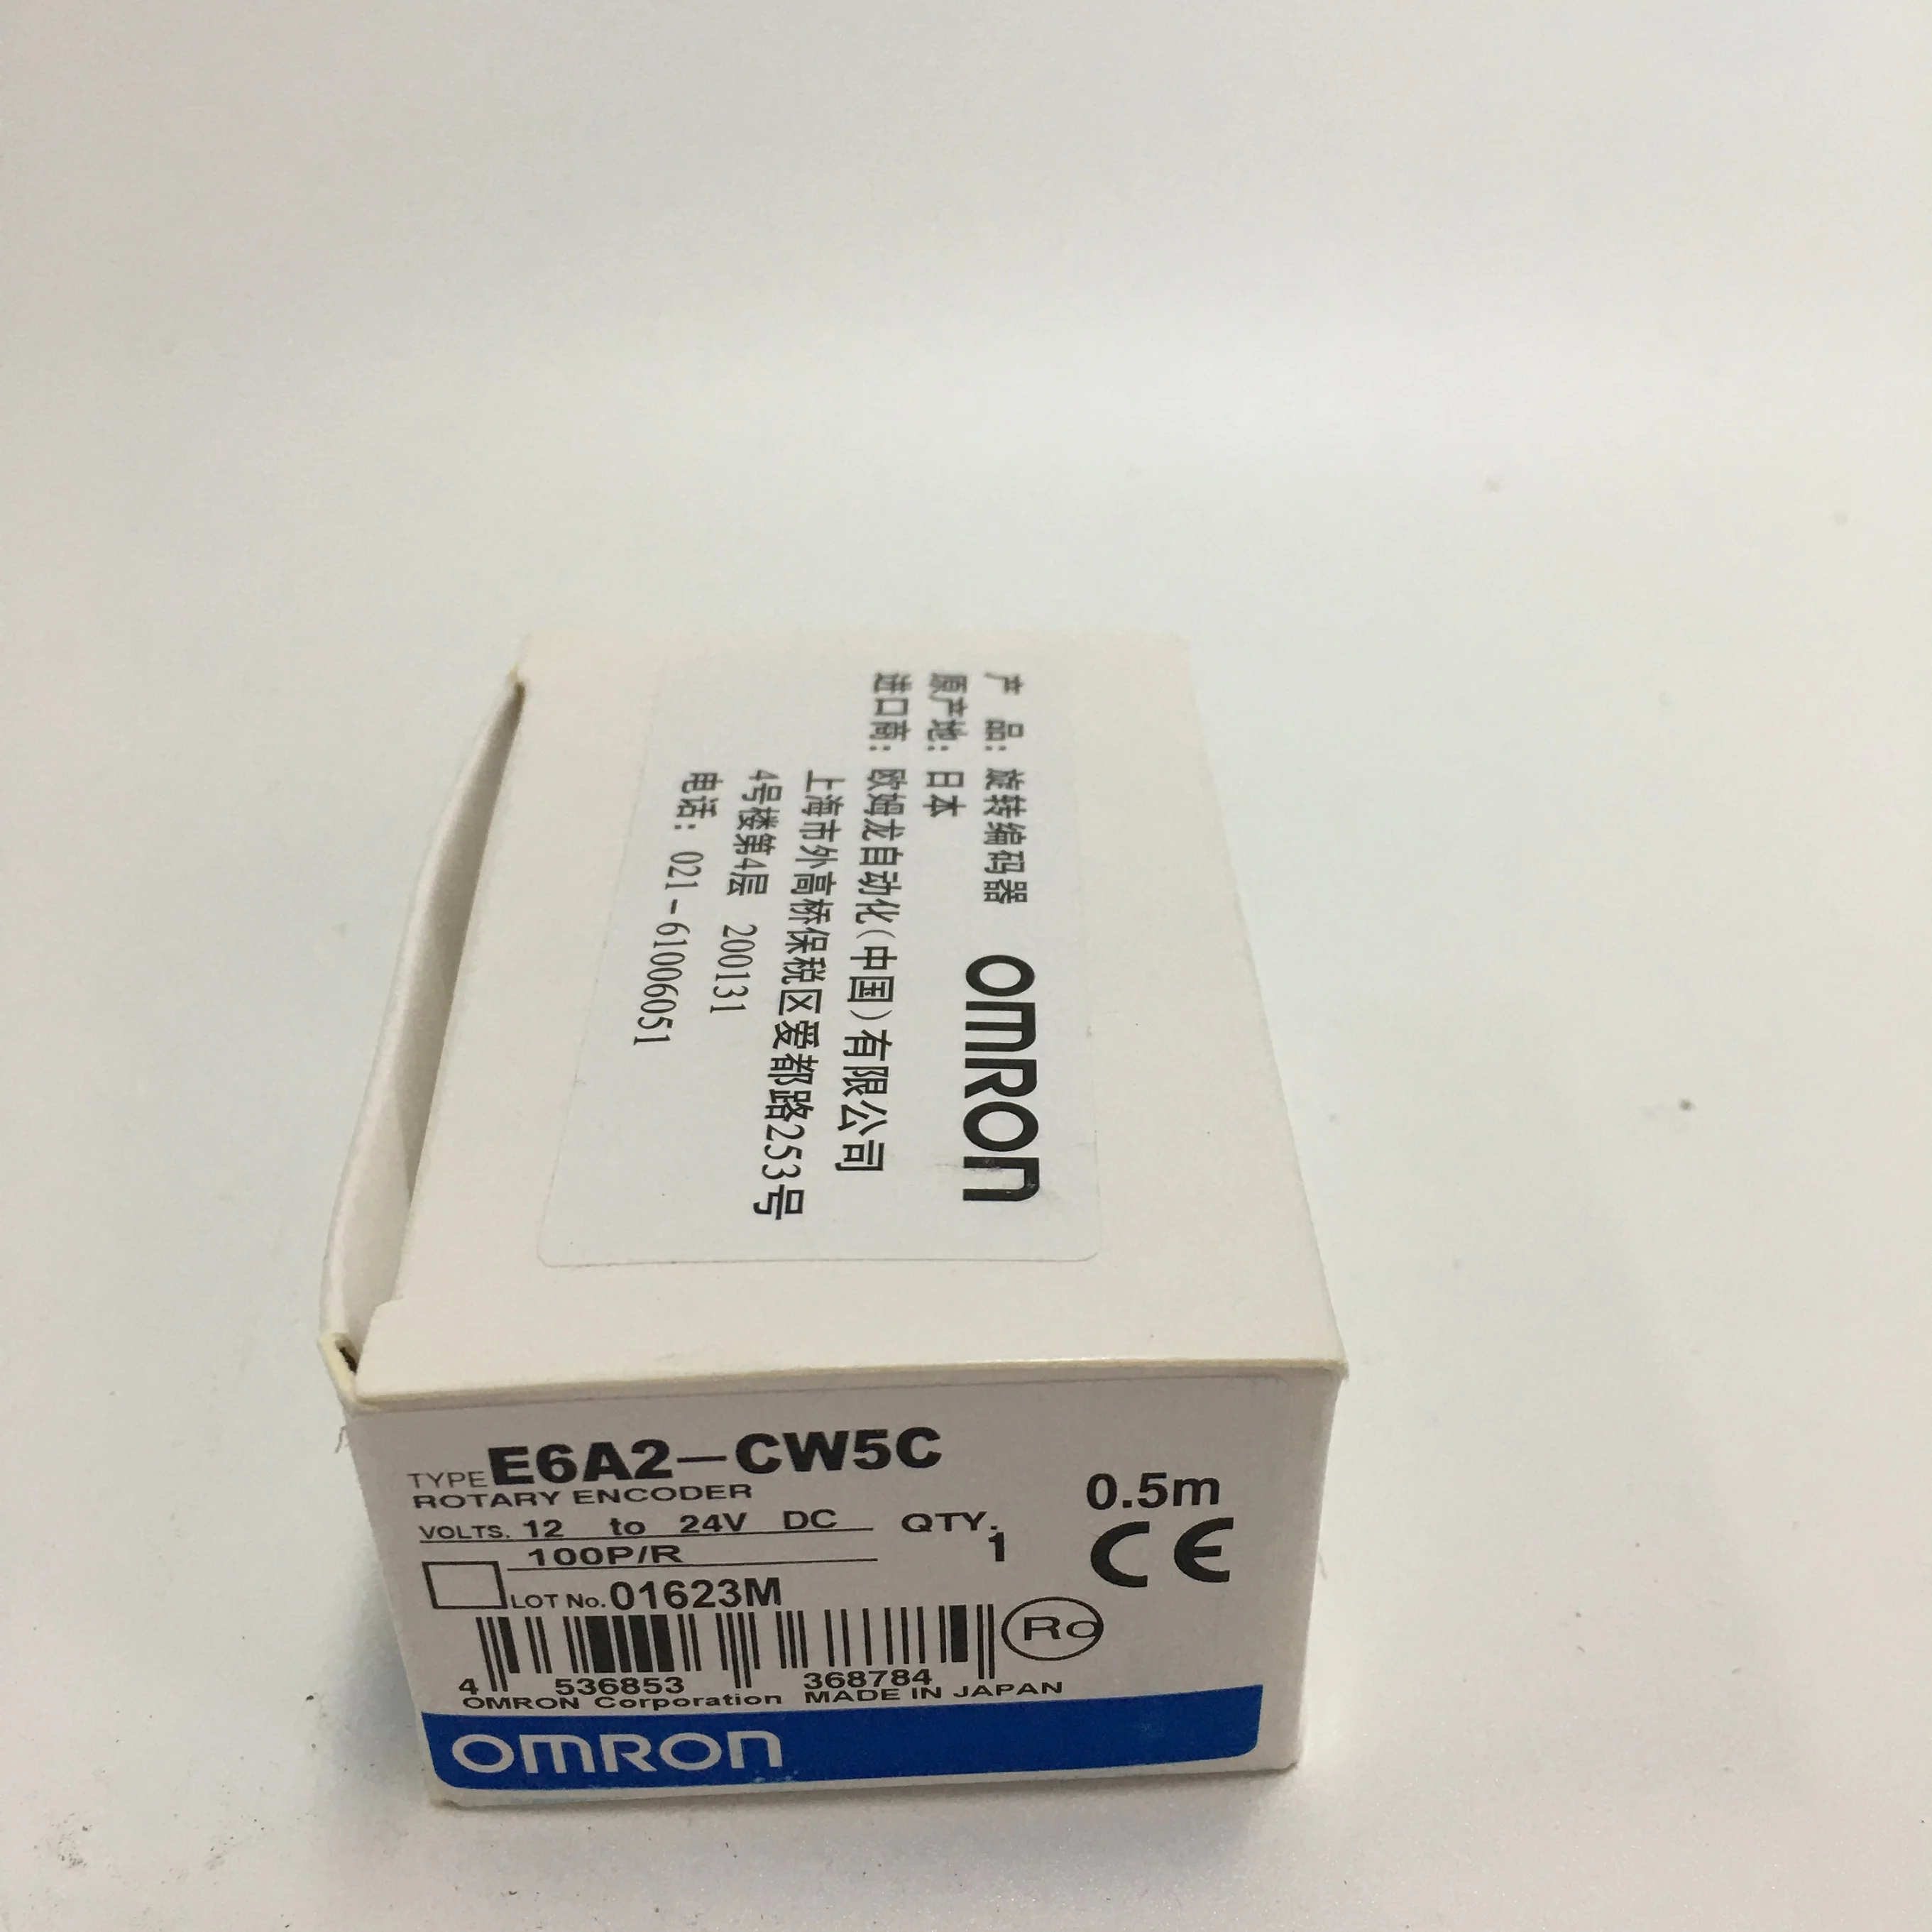 产 品: 旋转编码器
原产地: 日本
OMRON
进口商: 欧姆龙自动化(中国)有限公司
上海市外高桥保税区爱都路253号
4号楼第4层 200131
电话: 021-61006051
TYPE E6A2-CW5C
ROTARY ENCODER
0.5m
VOLTS. 12 to 24V DC QTY. 1
100P/R
CE
LOT No. 01623M
Ro
4 536853 368784
OMRON Corporation MADE IN JAPAN
OMRON